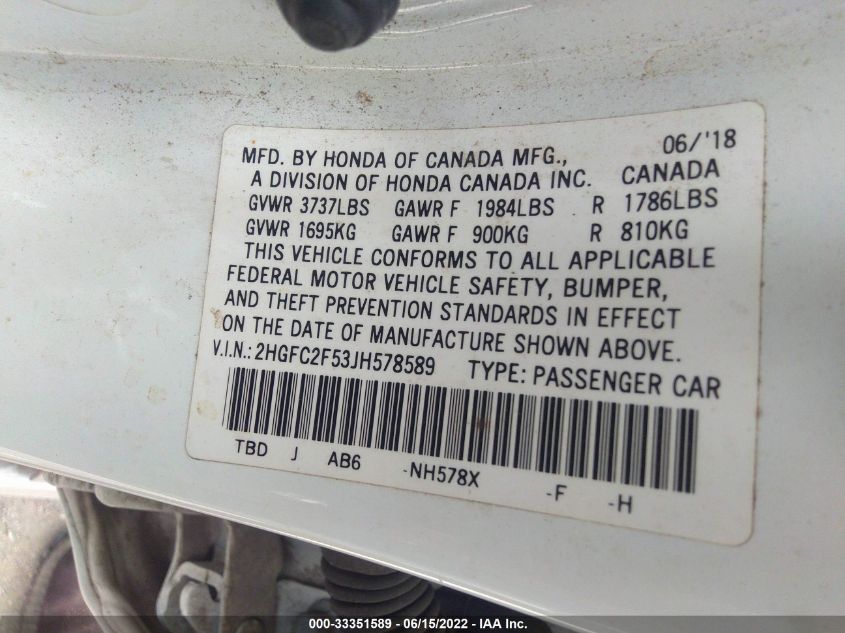 06/'18
MFD. BY HONDA OF CANADA MFG.,
A DIVISION OF HONDA CANADA INC. CANADA
GVWR 3737LBS GAWR F 1984LBS R 1786LBS
GVWR 1695KG GAWR F 900KG R 810KG
THIS VEHICLE CONFORMS TO ALL APPLICABLE
FEDERAL MOTOR VEHICLE SAFETY, BUMPER,
AND THEFT PREVENTION STANDARDS IN EFFECT
ON THE DATE OF MANUFACTURE SHOWN ABOVE.
V.I.N.: 2HGFC2F53JH578589 TYPE: PASSENGER CAR
TBD J AB6 -NH578X -F -H
000-33351589 - 06/15/2022 - IAA Inc.